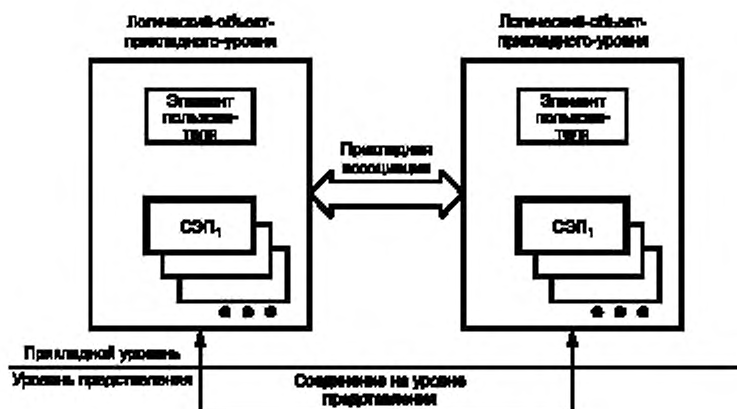 Логический-объект-
прикладного-уровня
Логический-объект-
прикладного-уровня
Элемент
пользова-
теля
Элемент
пользова-
теля
Прикладная
ассоциация
СЭП₁
СЭП₁
Прикладной уровень
Уровень представления
Соединение на уровне
представления